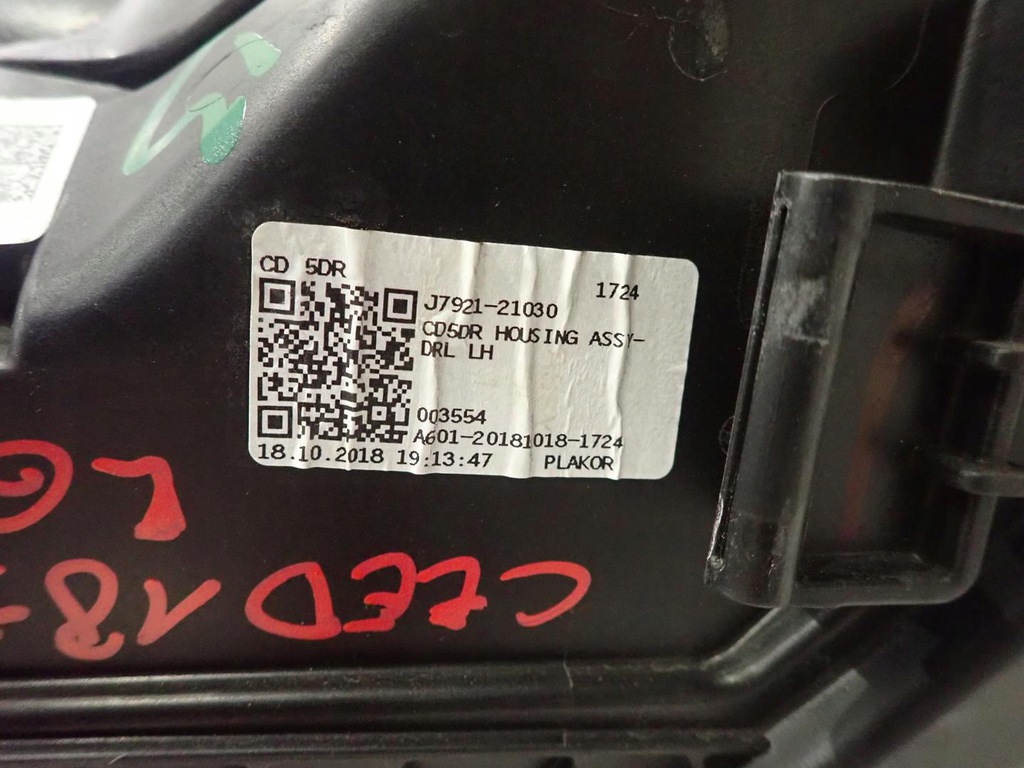 CD 5DR
1724
J7921-21030
CD5DR HOUSING ASSY-
DRL LH
003554
A601-20181018-1724
18.10.2018 19:13:47 PLAKOR
CEED 18